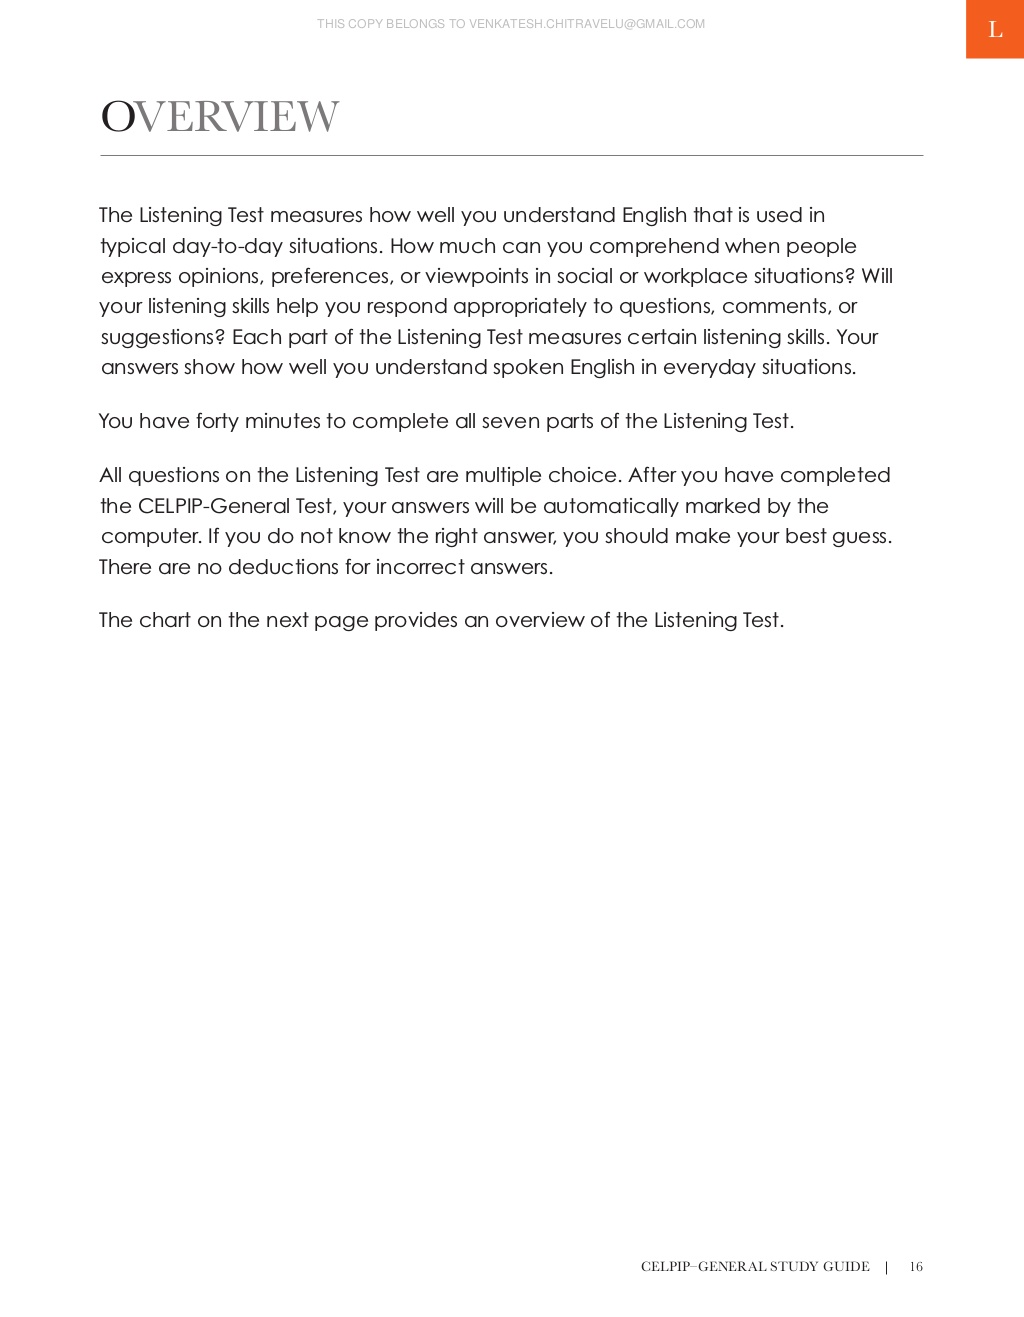 THIS COPY BELONGS TO VENKATESH.CHITRAVELU@GMAIL.COM
L
OVERVIEW
The Listening Test measures how well you understand English that is used in
typical day-to-day situations. How much can you comprehend when people
express opinions, preferences, or viewpoints in social or workplace situations? Will
your listening skills help you respond appropriately to questions, comments, or
suggestions? Each part of the Listening Test measures certain listening skills. Your
answers show how well you understand spoken English in everyday situations.
You have forty minutes to complete all seven parts of the Listening Test.
All questions on the Listening Test are multiple choice. After you have completed
the CELPIP-General Test, your answers will be automatically marked by the
computer. If you do not know the right answer, you should make your best guess.
There are no deductions for incorrect answers.
The chart on the next page provides an overview of the Listening Test.
CELPIP–GENERAL STUDY GUIDE | 16